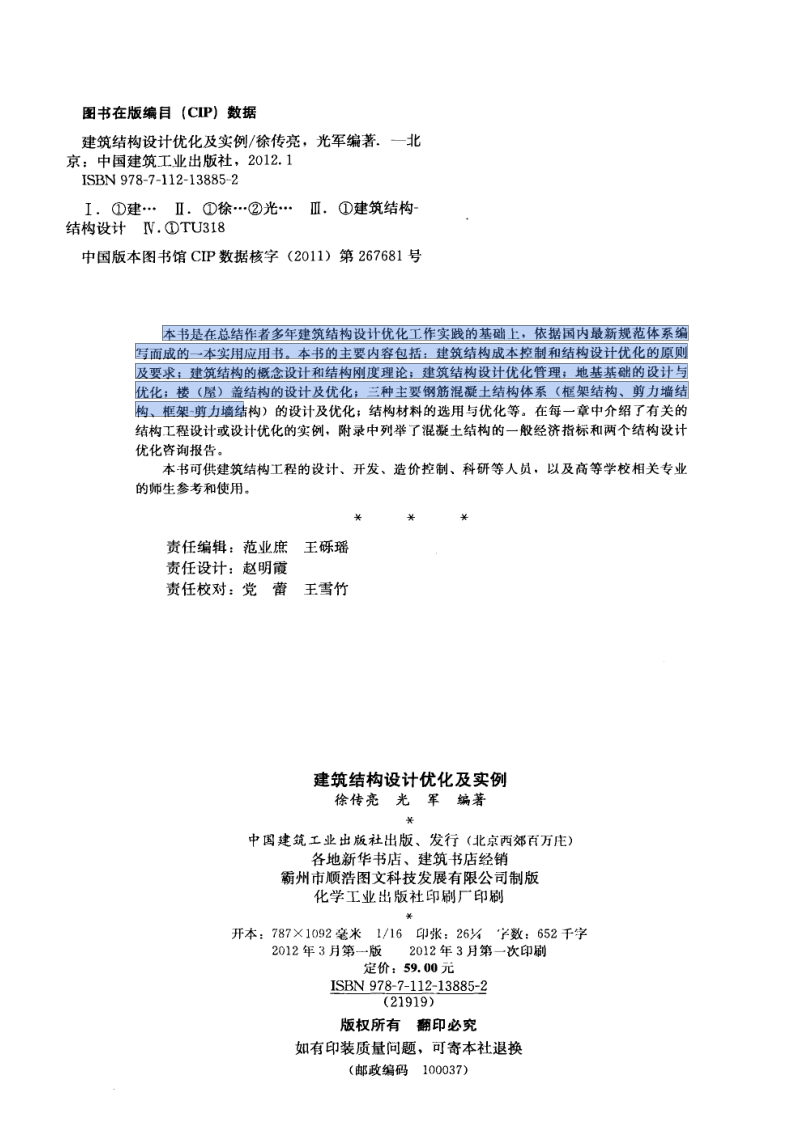 图书在版编目（CIP）数据
建筑结构设计优化及实例/徐传亮，光军编著. —北
京：中国建筑工业出版社，2012.1
ISBN 978-7-112-13885-2
Ⅰ. ①建… Ⅱ. ①徐…②光… Ⅲ. ①建筑结构-
结构设计 Ⅳ.①TU318
中国版本图书馆 CIP 数据核字（2011）第 267681 号
本书是在总结作者多年建筑结构设计优化工作实践的基础上，依据国内最新规范体系编
写而成的一本实用应用书。本书的主要内容包括：建筑结构成本控制和结构设计优化的原则
及要求；建筑结构的概念设计和结构刚度理论；建筑结构设计优化管理；地基基础的设计与
优化；楼（屋）盖结构的设计及优化；三种主要钢筋混凝土结构体系（框架结构、剪力墙结
构、框架-剪力墙结构）的设计及优化；结构材料的选用与优化等。在每一章中介绍了有关的
结构工程设计或设计优化的实例，附录中列举了混凝土结构的一般经济指标和两个结构设计
优化咨询报告。
本书可供建筑结构工程的设计、开发、造价控制、科研等人员，以及高等学校相关专业
的师生参考和使用。
* * *
责任编辑：范业庶 王砾瑶
责任设计：赵明霞
责任校对：党 蕾 王雪竹
建筑结构设计优化及实例
徐传亮 光 军 编著
*
中国建筑工业出版社出版、发行（北京西郊百万庄）
各地新华书店、建筑书店经销
霸州市顺浩图文科技发展有限公司制版
化学工业出版社印刷厂印刷
*
开本：787×1092 毫米 1/16 印张：26¼ 字数：652 千字
2012 年 3 月第一版 2012 年 3 月第一次印刷
定价：59.00 元
ISBN 978-7-112-13885-2
（21919）
版权所有 翻印必究
如有印装质量问题，可寄本社退换
（邮政编码 100037）